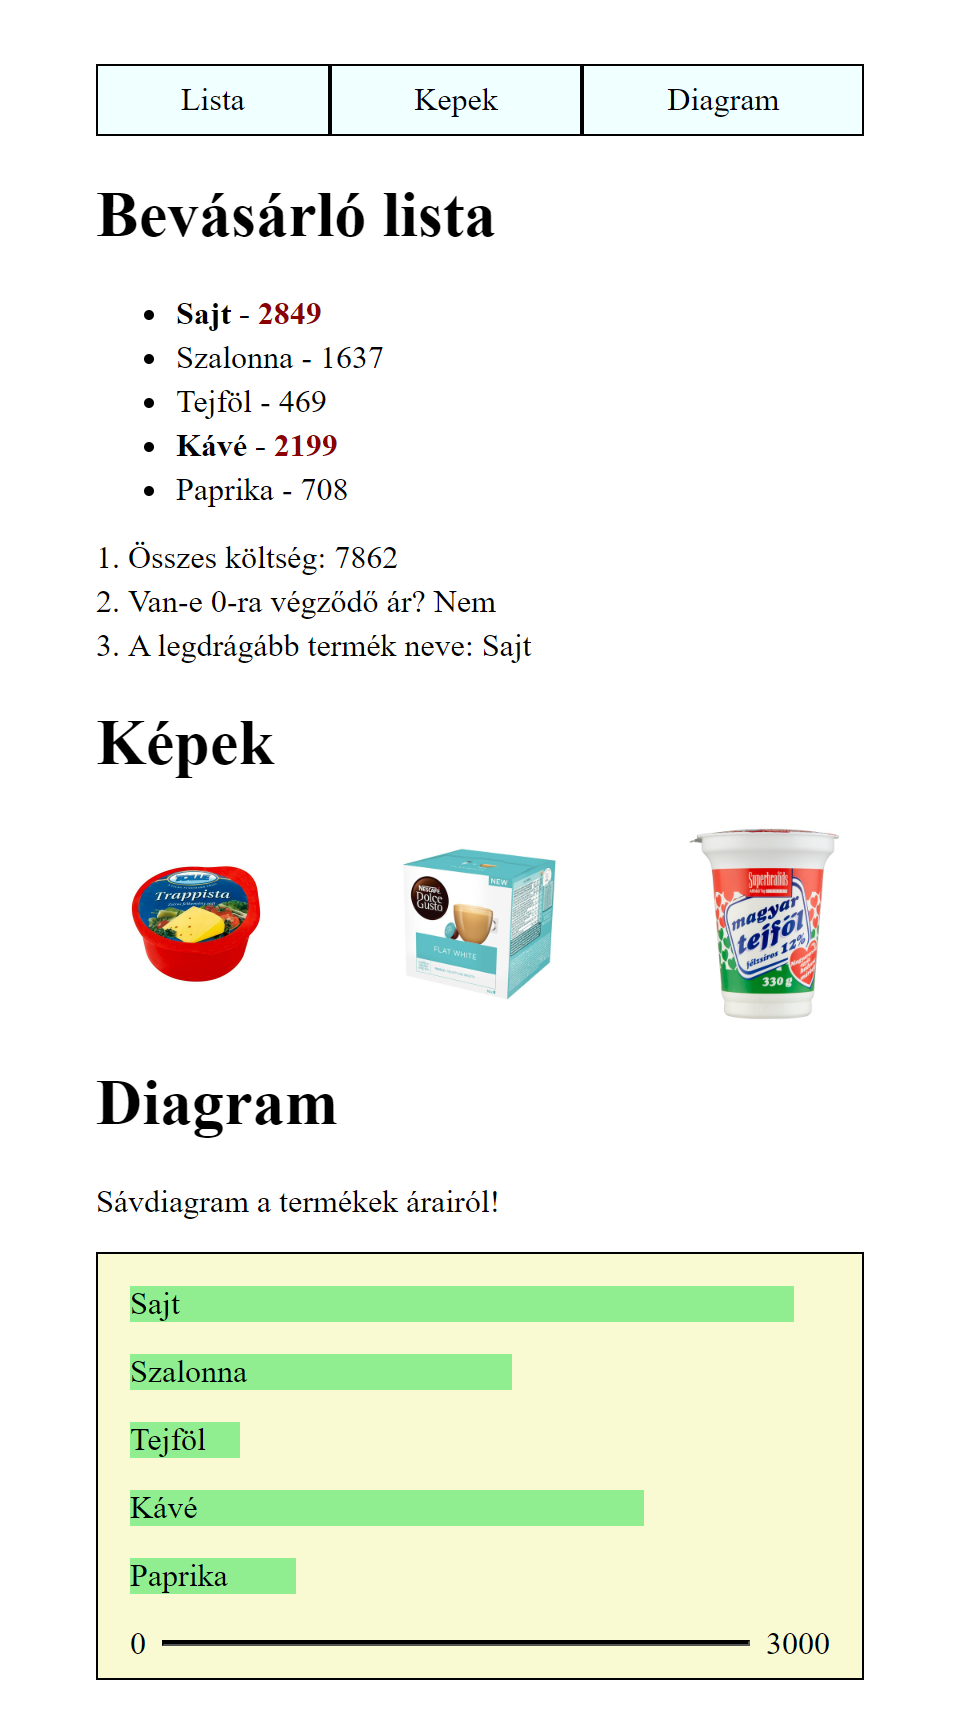 Lista Kepek Diagram
Bevásárló lista
• Sajt - 2849
• Szalonna - 1637
• Tejföl - 469
• Kávé - 2199
• Paprika - 708
1. Összes költség: 7862
2. Van-e 0-ra végződő ár? Nem
3. A legdrágább termék neve: Sajt
Képek
Trappista
NESCAFÉ
Dolce
Gusto
NEW
FLAT WHITE
Superbrands
magyar
tejföl
félzsíros 12%
330 g
Diagram
Sávdiagram a termékek árairól!
Sajt
Szalonna
Tejföl
Kávé
Paprika
0 3000